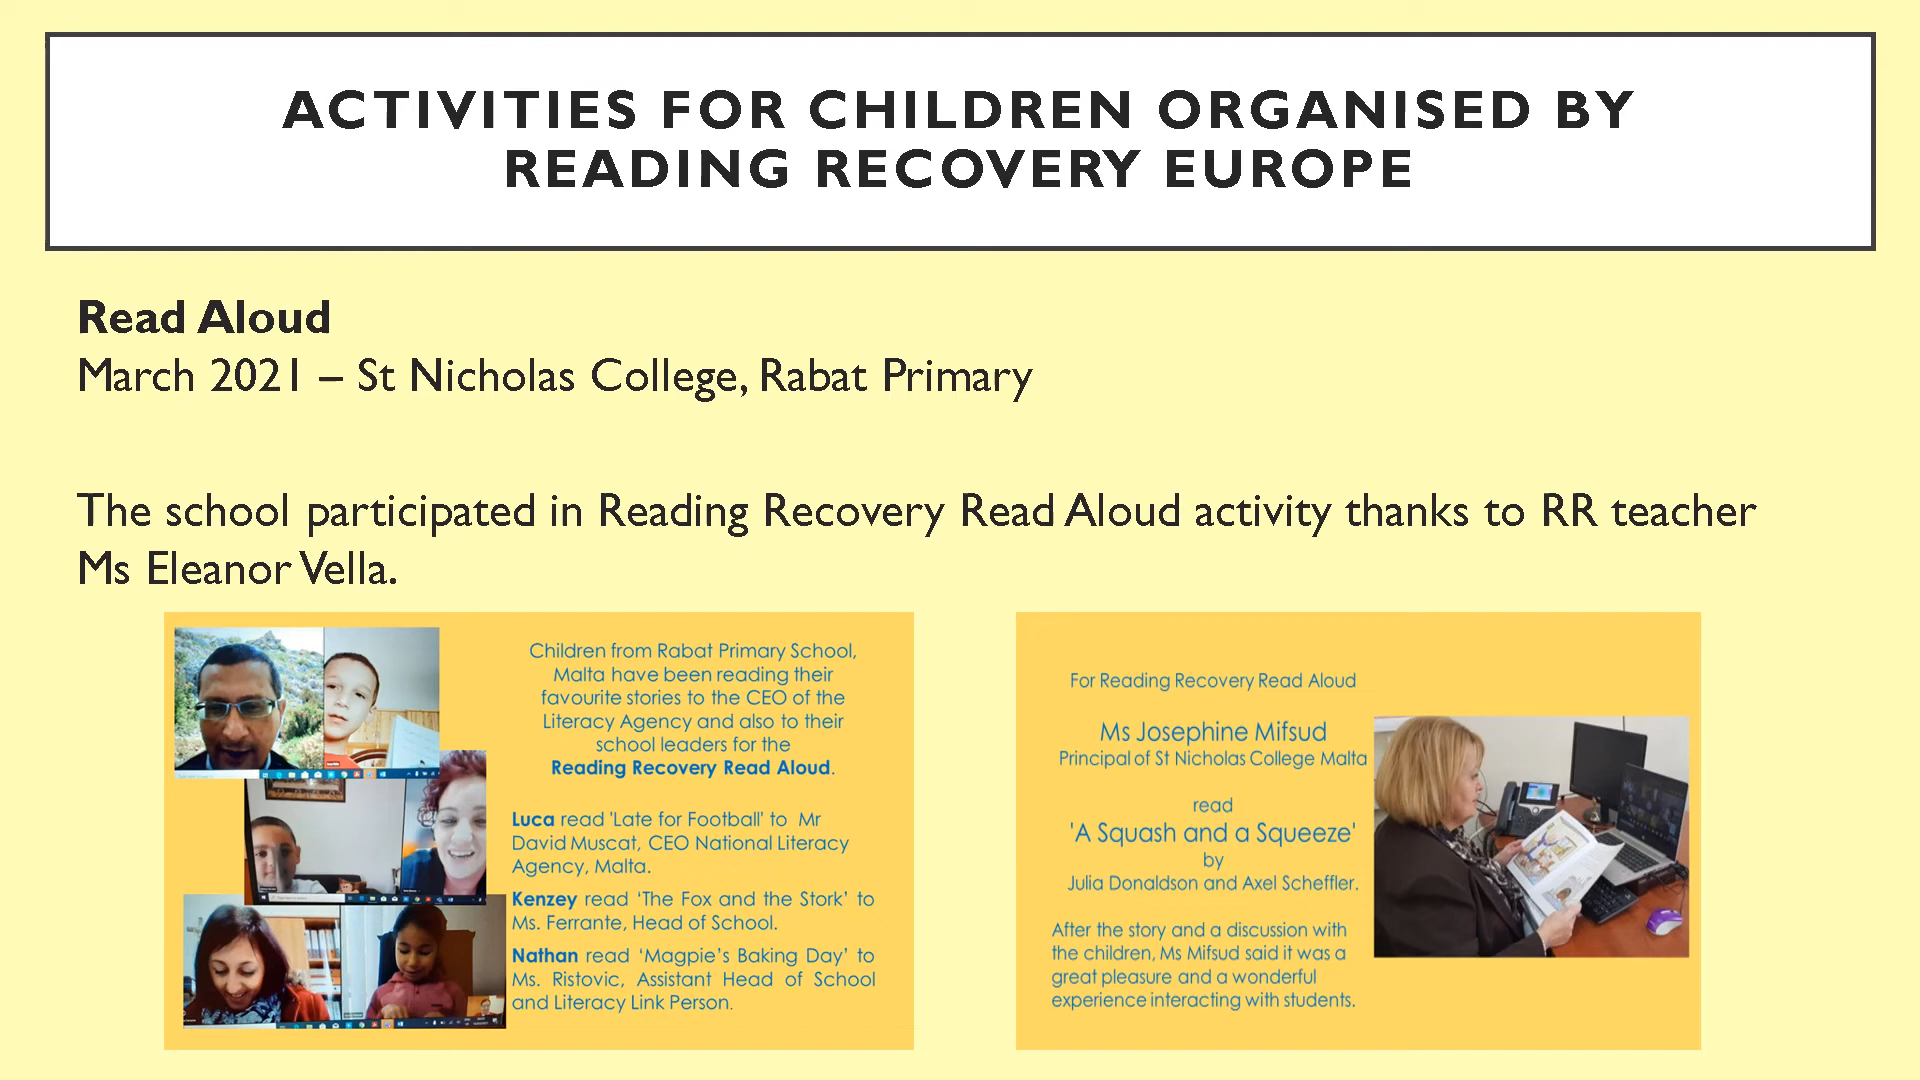 ACTIVITIES FOR CHILDREN ORGANISED BY
READING RECOVERY EUROPE
Read Aloud
March 2021 – St Nicholas College, Rabat Primary
The school participated in Reading Recovery Read Aloud activity thanks to RR teacher
Ms Eleanor Vella.
Children from Rabat Primary School,
Malta have been reading their
favourite stories to the CEO of the
Literacy Agency and also to their
school leaders for the
Reading Recovery Read Aloud.
Luca read 'Late for Football' to Mr
David Muscat, CEO National Literacy
Agency, Malta.
Kenzey read ‘The Fox and the Stork’ to
Ms. Ferrante, Head of School.
Nathan read ‘Magpie’s Baking Day’ to
Ms. Ristovic, Assistant Head of School
and Literacy Link Person.
For Reading Recovery Read Aloud
Ms Josephine Mifsud
Principal of St Nicholas College Malta
read
'A Squash and a Squeeze'
by
Julia Donaldson and Axel Scheffler.
After the story and a discussion with
the children, Ms Mifsud said it was a
great pleasure and a wonderful
experience interacting with students.